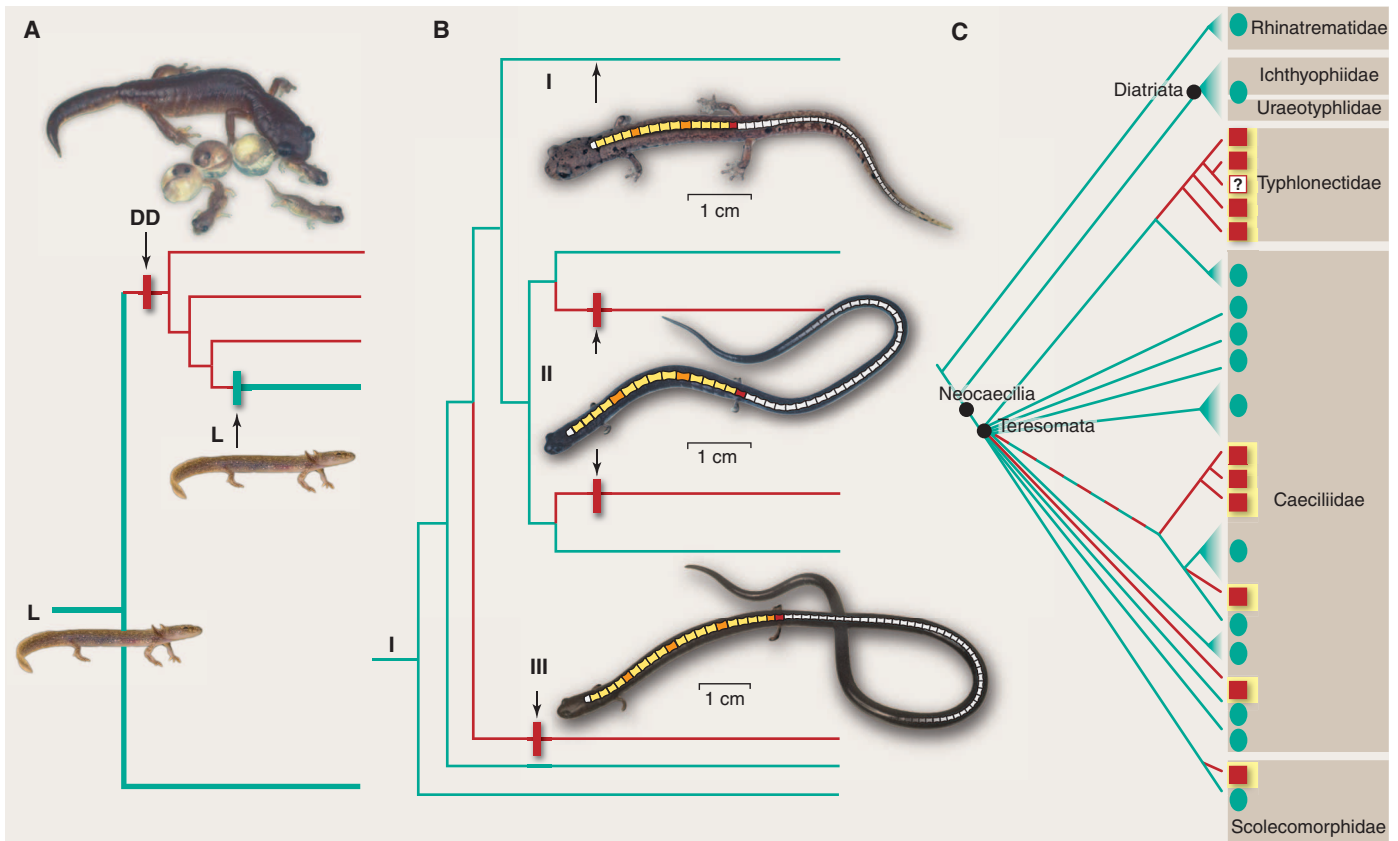 A
B
C
DD
L
L
I
1 cm
II
1 cm
I
III
1 cm
Rhinatrematidae
Diatriata
Ichthyophiidae
Uraeotyphlidae
?
Typhlonectidae
Neocaecilia
Teresomata
Caeciliidae
Scolecomorphidae